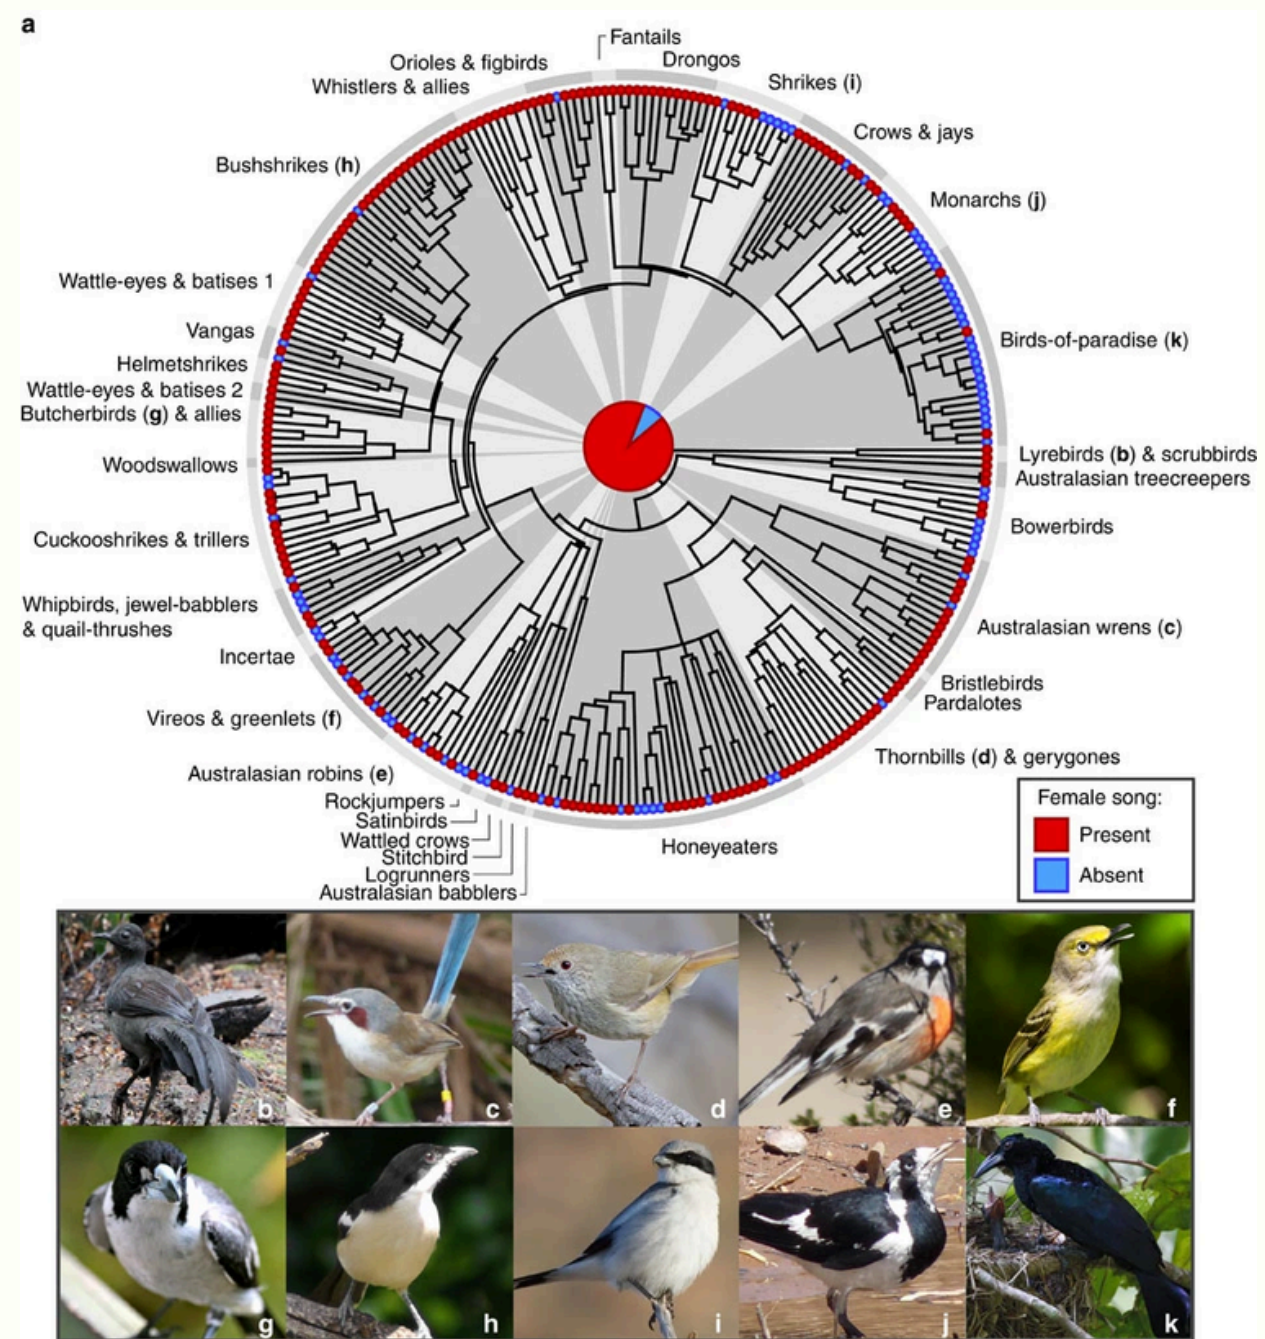 a
Fantails
Orioles & figbirds
Drongos
Whistlers & allies
Shrikes (i)
Crows & jays
Bushshrikes (h)
Monarchs (j)
Wattle-eyes & batises 1
Vangas
Birds-of-paradise (k)
Helmetshrikes
Wattle-eyes & batises 2
Butcherbirds (g) & allies
Lyrebirds (b) & scrubbirds
Woodswallows
Australasian treecreepers
Bowerbirds
Cuckooshrikes & trillers
Whipbirds, jewel-babblers
& quail-thrushes
Australasian wrens (c)
Incertae
Bristlebirds
Pardalotes
Vireos & greenlets (f)
Thornbills (d) & gerygones
Australasian robins (e)
Rockjumpers
Satinbirds
Wattled crows
Stitchbird
Logrunners
Australasian babblers
Honeyeaters
Female song:
Present
Absent
b
c
d
e
f
g
h
i
j
k